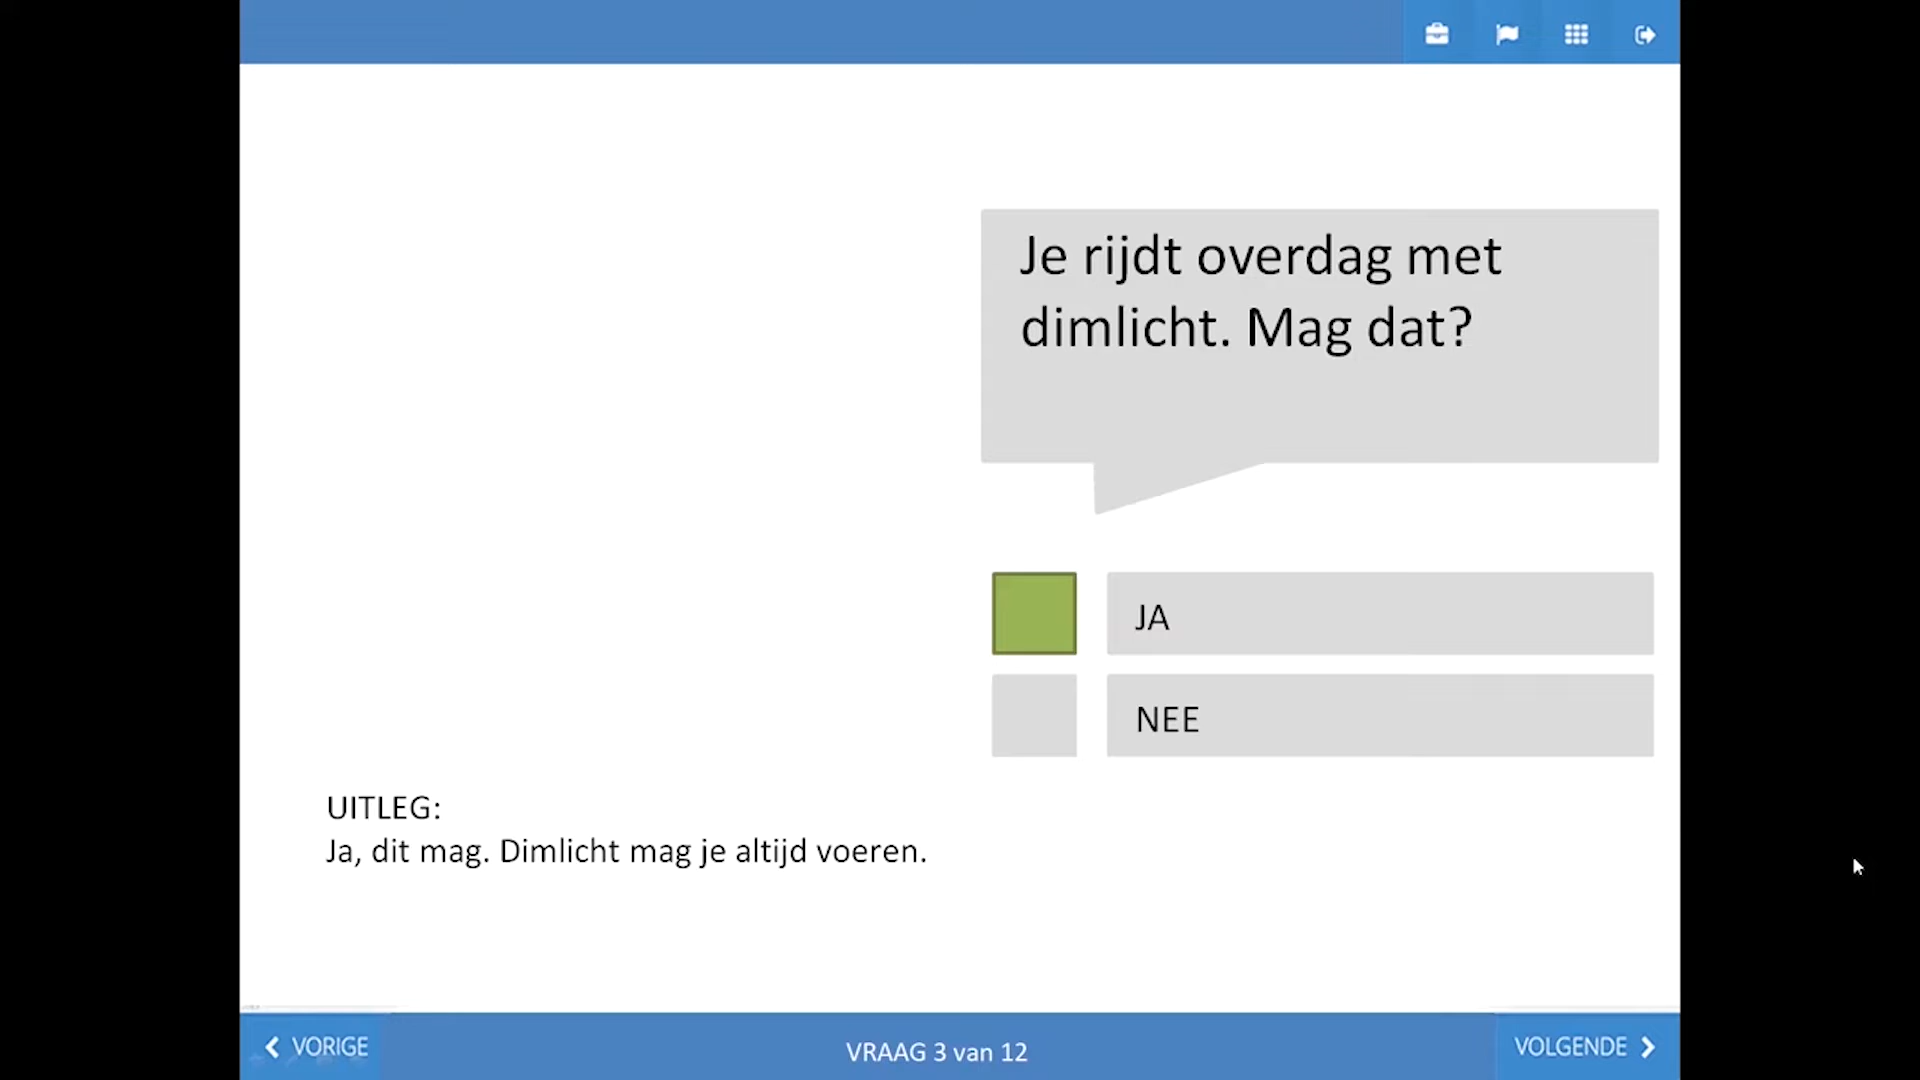 Je rijdt overdag met
dimlicht. Mag dat?
JA
NEE
UITLEG:
Ja, dit mag. Dimlicht mag je altijd voeren.
VORIGE
VRAAG 3 van 12
VOLGENDE